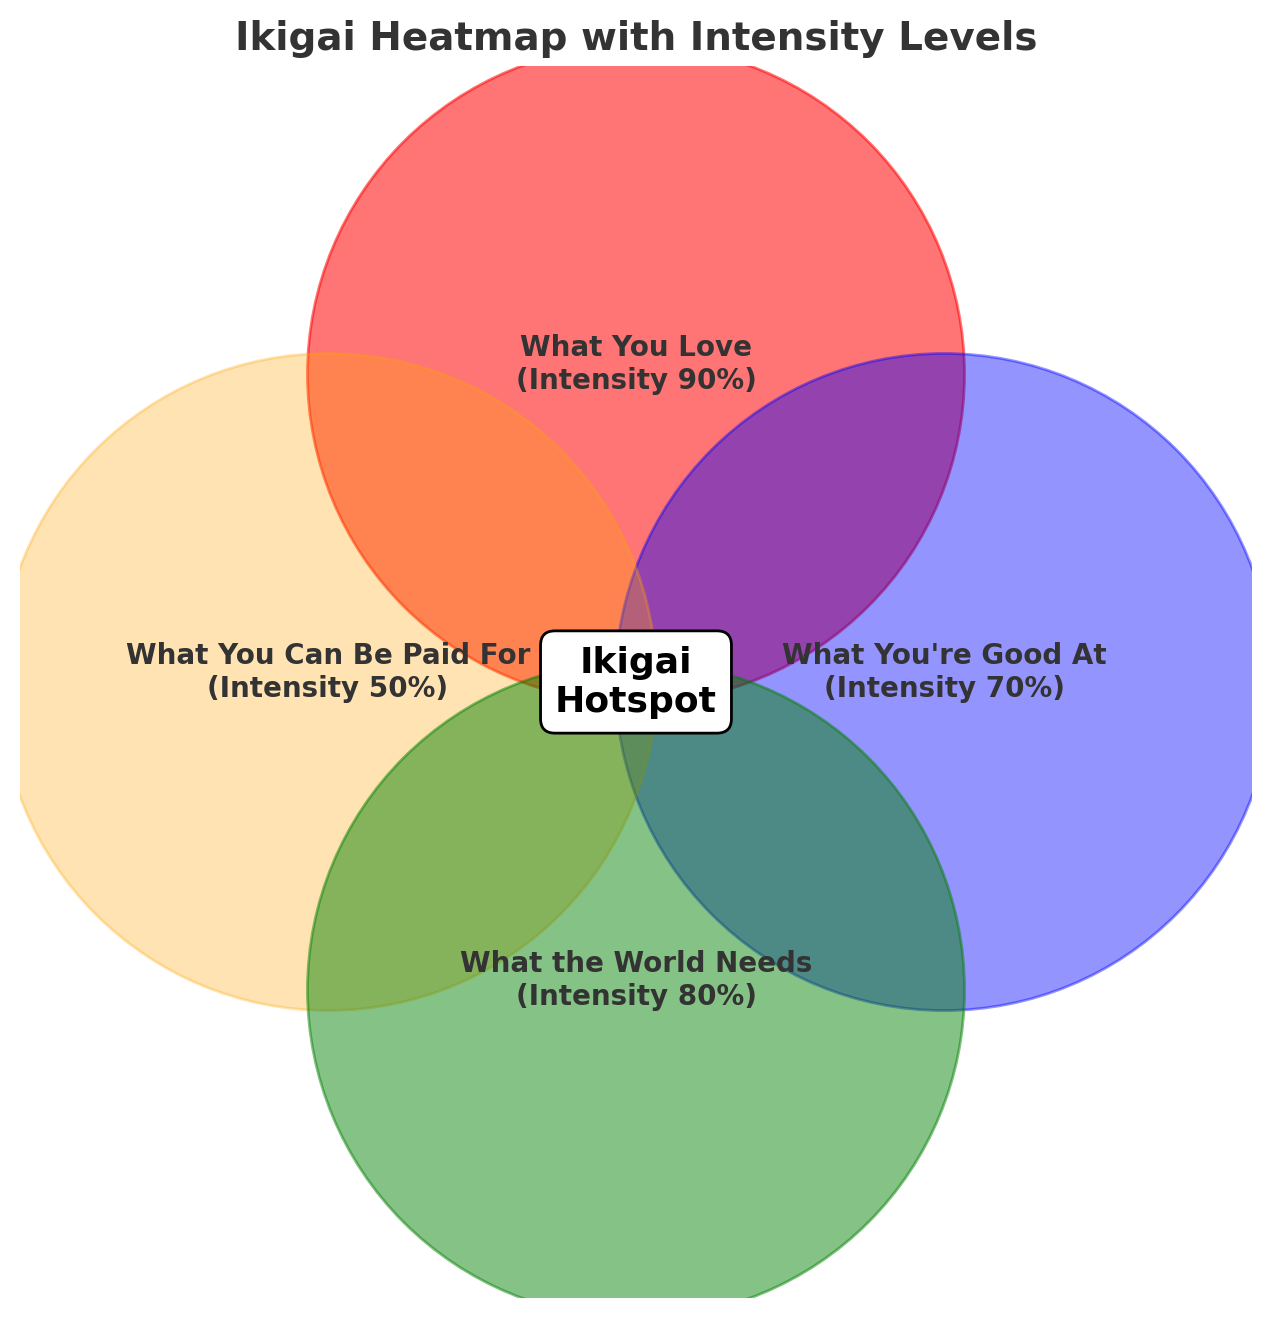 Ikigai Heatmap with Intensity Levels
What You Love
(Intensity 90%)
What You Can Be Paid For
(Intensity 50%)
Ikigai
Hotspot
What You're Good At
(Intensity 70%)
What the World Needs
(Intensity 80%)